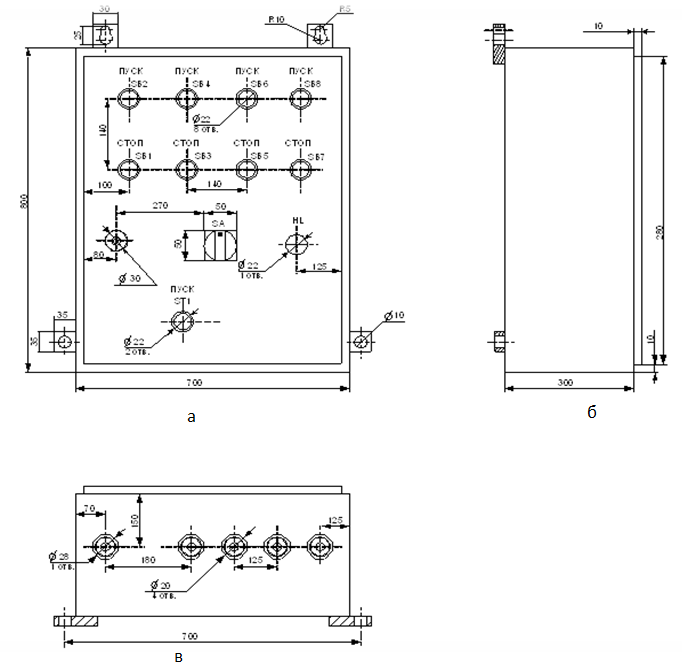 30
R10
R5
25
ПУСК ПУСК ПУСК ПУСК
SB2 SB4 SB6 SB8
Ø22
8 отв.
140
СТОП СТОП СТОП СТОП
SB1 SB3 SB5 SB7
100
140
800
270
50
SA
HL
50
80
Ø30
Ø22
1 отв.
125
ПУСК
ST1
35
35
Ø22
2 отв.
Ø10
700
а
10
280
10
300
б
70
150
125
Ø28
1 отв.
180
125
Ø20
4 отв.
700
в